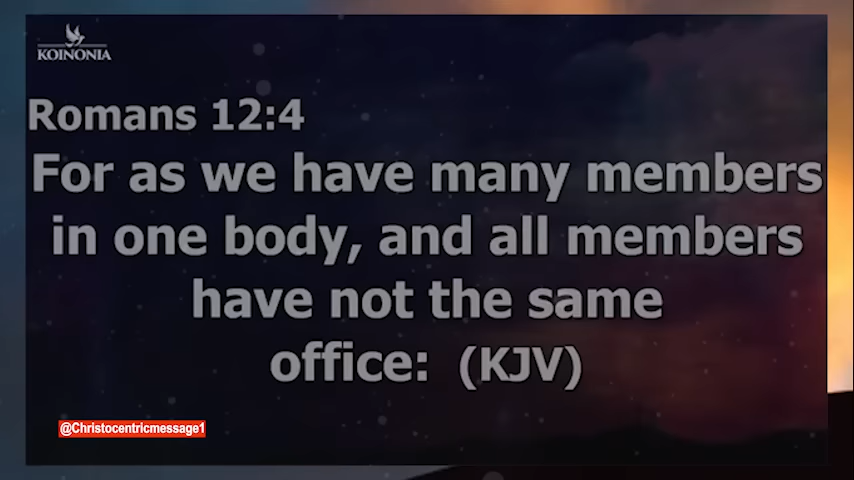 KOINONIA
Romans 12:4
For as we have many members
in one body, and all members
have not the same
office: (KJV)
@Christocentricmessage1